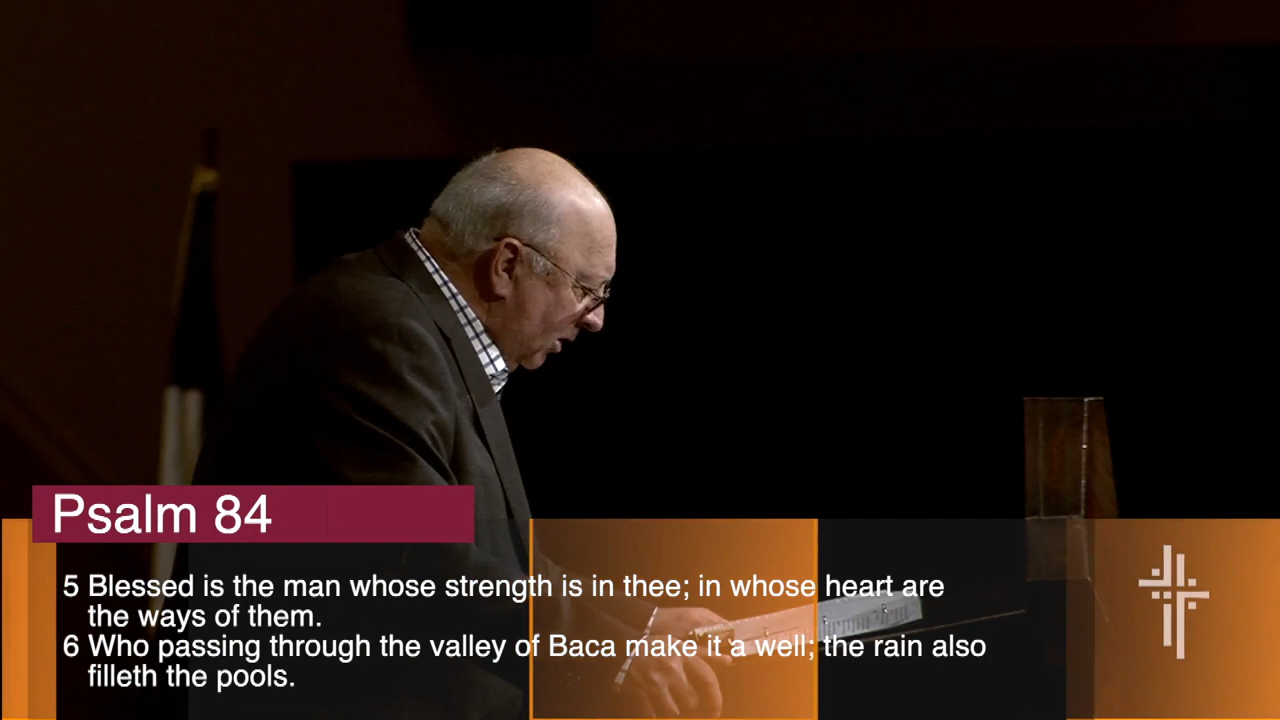 Psalm 84
5 Blessed is the man whose strength is in thee; in whose heart are
the ways of them.
6 Who passing through the valley of Baca make it a well; the rain also
filleth the pools.